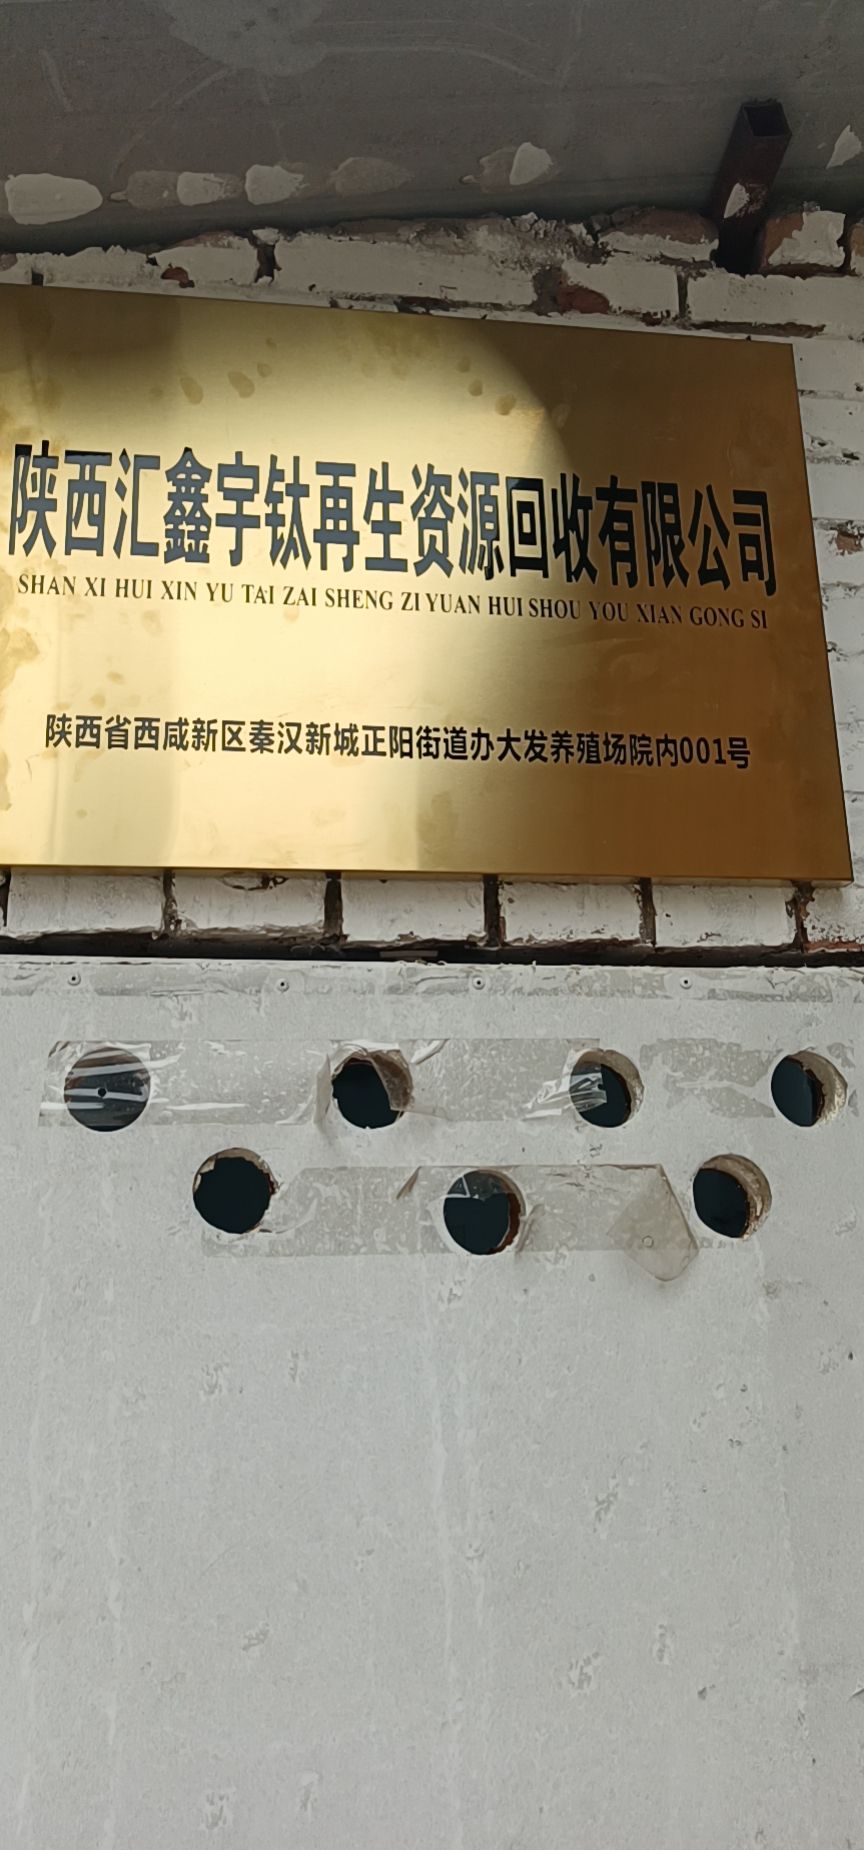 陕西汇鑫宇钛再生资源回收有限公司
SHAN XI HUI XIN YU TAI ZAI SHENG ZI YUAN HUI SHOU YOU XIAN GONG SI
陕西省西咸新区秦汉新城正阳街道办大发养殖场院内001号